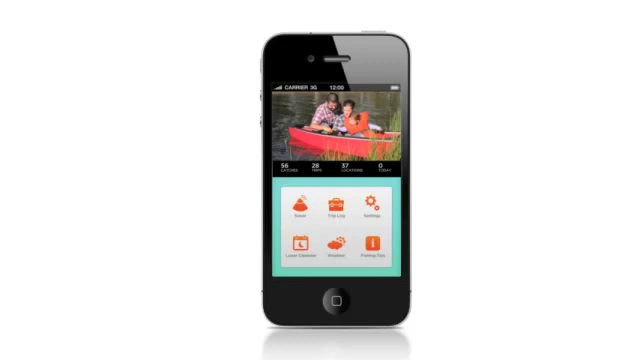 CARRIER 3G 12:00
56 28 37 0
CATCHES TRIPS LOCATIONS TODAY
Trip Log Settings
Lunar Calendar Weather Fishing Tips